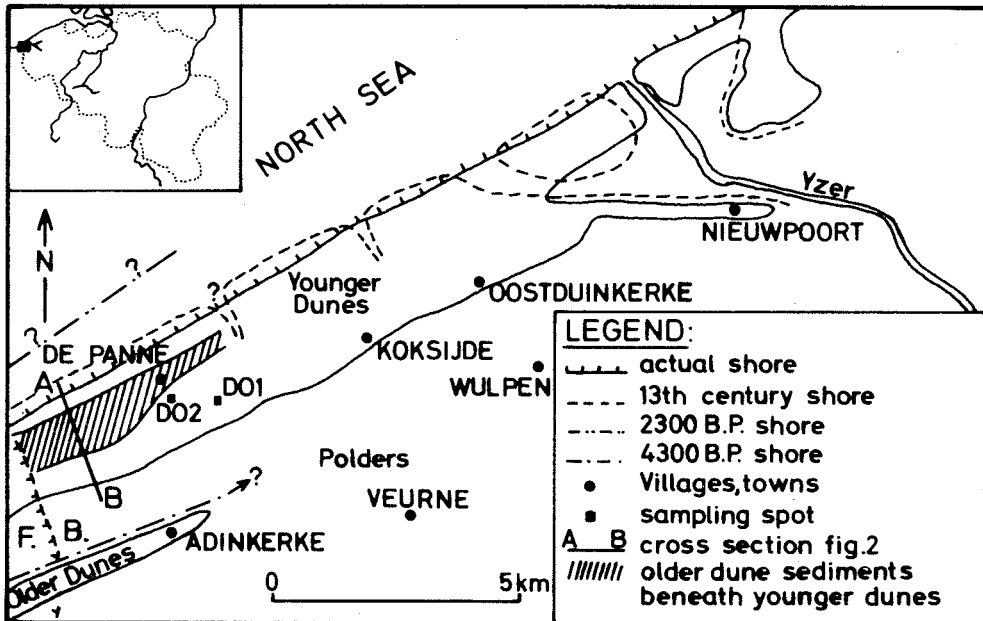 NORTH SEA
N
?
?
?
Yzer
NIEUWPOORT
Younger
Dunes
OOSTDUINKERKE
DE PANNE
KOKSIJDE
WULPEN
A
DO1
DO2
B
Polders
VEURNE
?
F. B.
ADINKERKE
Older Dunes
0 5km
LEGEND:
actual shore
13th century shore
2300 B.P. shore
4300 B.P. shore
Villages,towns
sampling spot
A B cross section fig.2
older dune sediments
beneath younger dunes